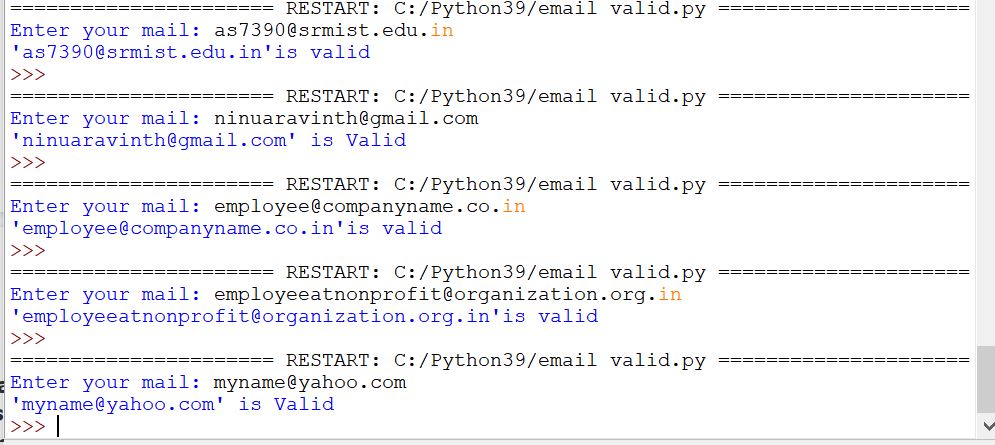 ====================== RESTART: C:/Python39/email valid.py =====================
Enter your mail: as7390@srmist.edu.in
'as7390@srmist.edu.in'is valid
>>>
====================== RESTART: C:/Python39/email valid.py =====================
Enter your mail: ninuaravinth@gmail.com
'ninuaravinth@gmail.com' is Valid
>>>
====================== RESTART: C:/Python39/email valid.py =====================
Enter your mail: employee@companyname.co.in
'employee@companyname.co.in'is valid
>>>
====================== RESTART: C:/Python39/email valid.py =====================
Enter your mail: employeeatnonprofit@organization.org.in
'employeeatnonprofit@organization.org.in'is valid
>>>
====================== RESTART: C:/Python39/email valid.py =====================
Enter your mail: myname@yahoo.com
'myname@yahoo.com' is Valid
>>>